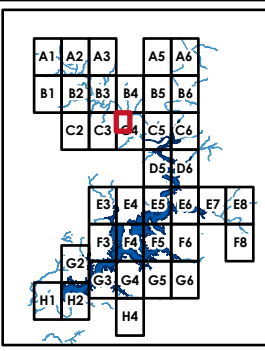 A1 A2 A3 A5 A6
B1 B2 B3 B4 B5 B6
C2 C3 C4 C5 C6
D5 D6
E3 E4 E5 E6 E7 E8
F3 F4 F5 F6 F8
G2
G3 G4 G5 G6
H1 H2
H4